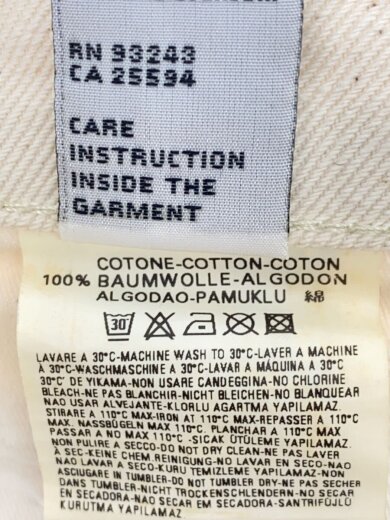 RN 93243
CA 25594
CARE
INSTRUCTION
INSIDE THE
GARMENT
COTONE-COTTON-COTON
100% BAUMWOLLE-ALGODON
ALGODAO-PAMUKLU 綿
30
LAVARE A 30°C-MACHINE WASH TO 30°C-LAVER A MACHINE
À 30°C-WASCHMASCHINE A 30°C-LAVAR A MÁQUINA A 30°C
30°C' DE YIKAMA-NON USARE CANDEGGINA-NO CHLORINE
BLEACH-NE PAS BLANCHIR-NICHT BLEICHEN-NO BLANQUEAR
NAO USAR ALVEJANTE-KLORLU AGARTMA YAPILAMAZ.
STIRARE A 110°C MAX-IRON AT 110°C MAX-REPASSER A 110°C
MAX. NASSBÜGELN MAX 110°C. PLANCHAR A 110°C MAX
PASSAR A NO MAX 110°C -SICAK ÜTÜLEME YAPILAMAZ.
NON PULIRE A SECCO-DO NOT DRY CLEAN-NE PAS LAVER
À SEC-KEINE CHEM REINIGUNG-NO LAVAR EN SECO-NAO
NAO LAVAR A SECO-KURU TEMIZLEME YAPILAMAZ-NON
ASCIUGARE IN TUMBLER-DO NOT TUMBLE DRY-NE PAS SECHER
DANS TUMBLER-NICHT TROCKENSCHLENDERN-NO SECAR
EN SECADORA-NAO SECAR EM SECADORA-SANTRIFÜJLÜ
KURUTMA YAPILAMAZ